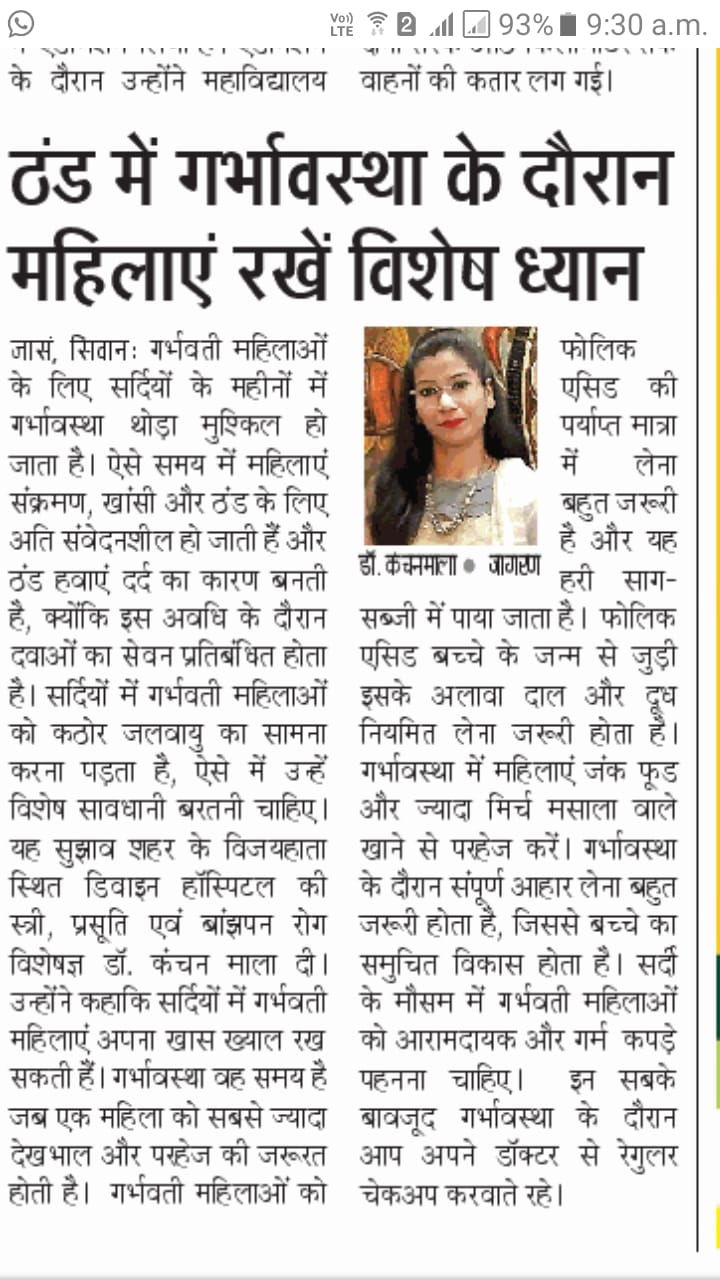 Vo)) LTE 2 93% 9:30 a.m.
के दौरान उन्होंने महाविद्यालय
वाहनों की कतार लग गई।
ठंड में गर्भावस्था के दौरान
महिलाएं रखें विशेष ध्यान
जासं, सिवान: गर्भवती महिलाओं
के लिए सर्दियों के महीनों में
गर्भावस्था थोड़ा मुश्किल हो
जाता है। ऐसे समय में महिलाएं
संक्रमण, खांसी और ठंड के लिए
अति संवेदनशील हो जाती हैं और
ठंड हवाएं दर्द का कारण बनती
है, क्योंकि इस अवधि के दौरान
दवाओं का सेवन प्रतिबंधित होता
है। सर्दियों में गर्भवती महिलाओं
को कठोर जलवायु का सामना
करना पड़ता है, ऐसे में उन्हें
विशेष सावधानी बरतनी चाहिए।
यह सुझाव शहर के विजयहाता
स्थित डिवाइन हॉस्पिटल की
स्त्री, प्रसूति एवं बांझपन रोग
विशेषज्ञ डॉ. कंचन माला दी।
उन्होंने कहाकि सर्दियों में गर्भवती
महिलाएं अपना खास ख्याल रख
सकती हैं। गर्भावस्था वह समय है
जब एक महिला को सबसे ज्यादा
देखभाल और परहेज की जरूरत
होती है। गर्भवती महिलाओं को
डॉ. कंचनमाला ● जागरण
फोलिक
एसिड की
पर्याप्त मात्रा
में लेना
बहुत जरूरी
है और यह
हरी साग-
सब्जी में पाया जाता है। फोलिक
एसिड बच्चे के जन्म से जुड़ी
इसके अलावा दाल और दूध
नियमित लेना जरूरी होता है।
गर्भावस्था में महिलाएं जंक फूड
और ज्यादा मिर्च मसाला वाले
खाने से परहेज करें। गर्भावस्था
के दौरान संपूर्ण आहार लेना बहुत
जरूरी होता है, जिससे बच्चे का
समुचित विकास होता है। सर्दी
के मौसम में गर्भवती महिलाओं
को आरामदायक और गर्म कपड़े
पहनना चाहिए। इन सबके
बावजूद गर्भावस्था के दौरान
आप अपने डॉक्टर से रेगुलर
चेकअप करवाते रहे।